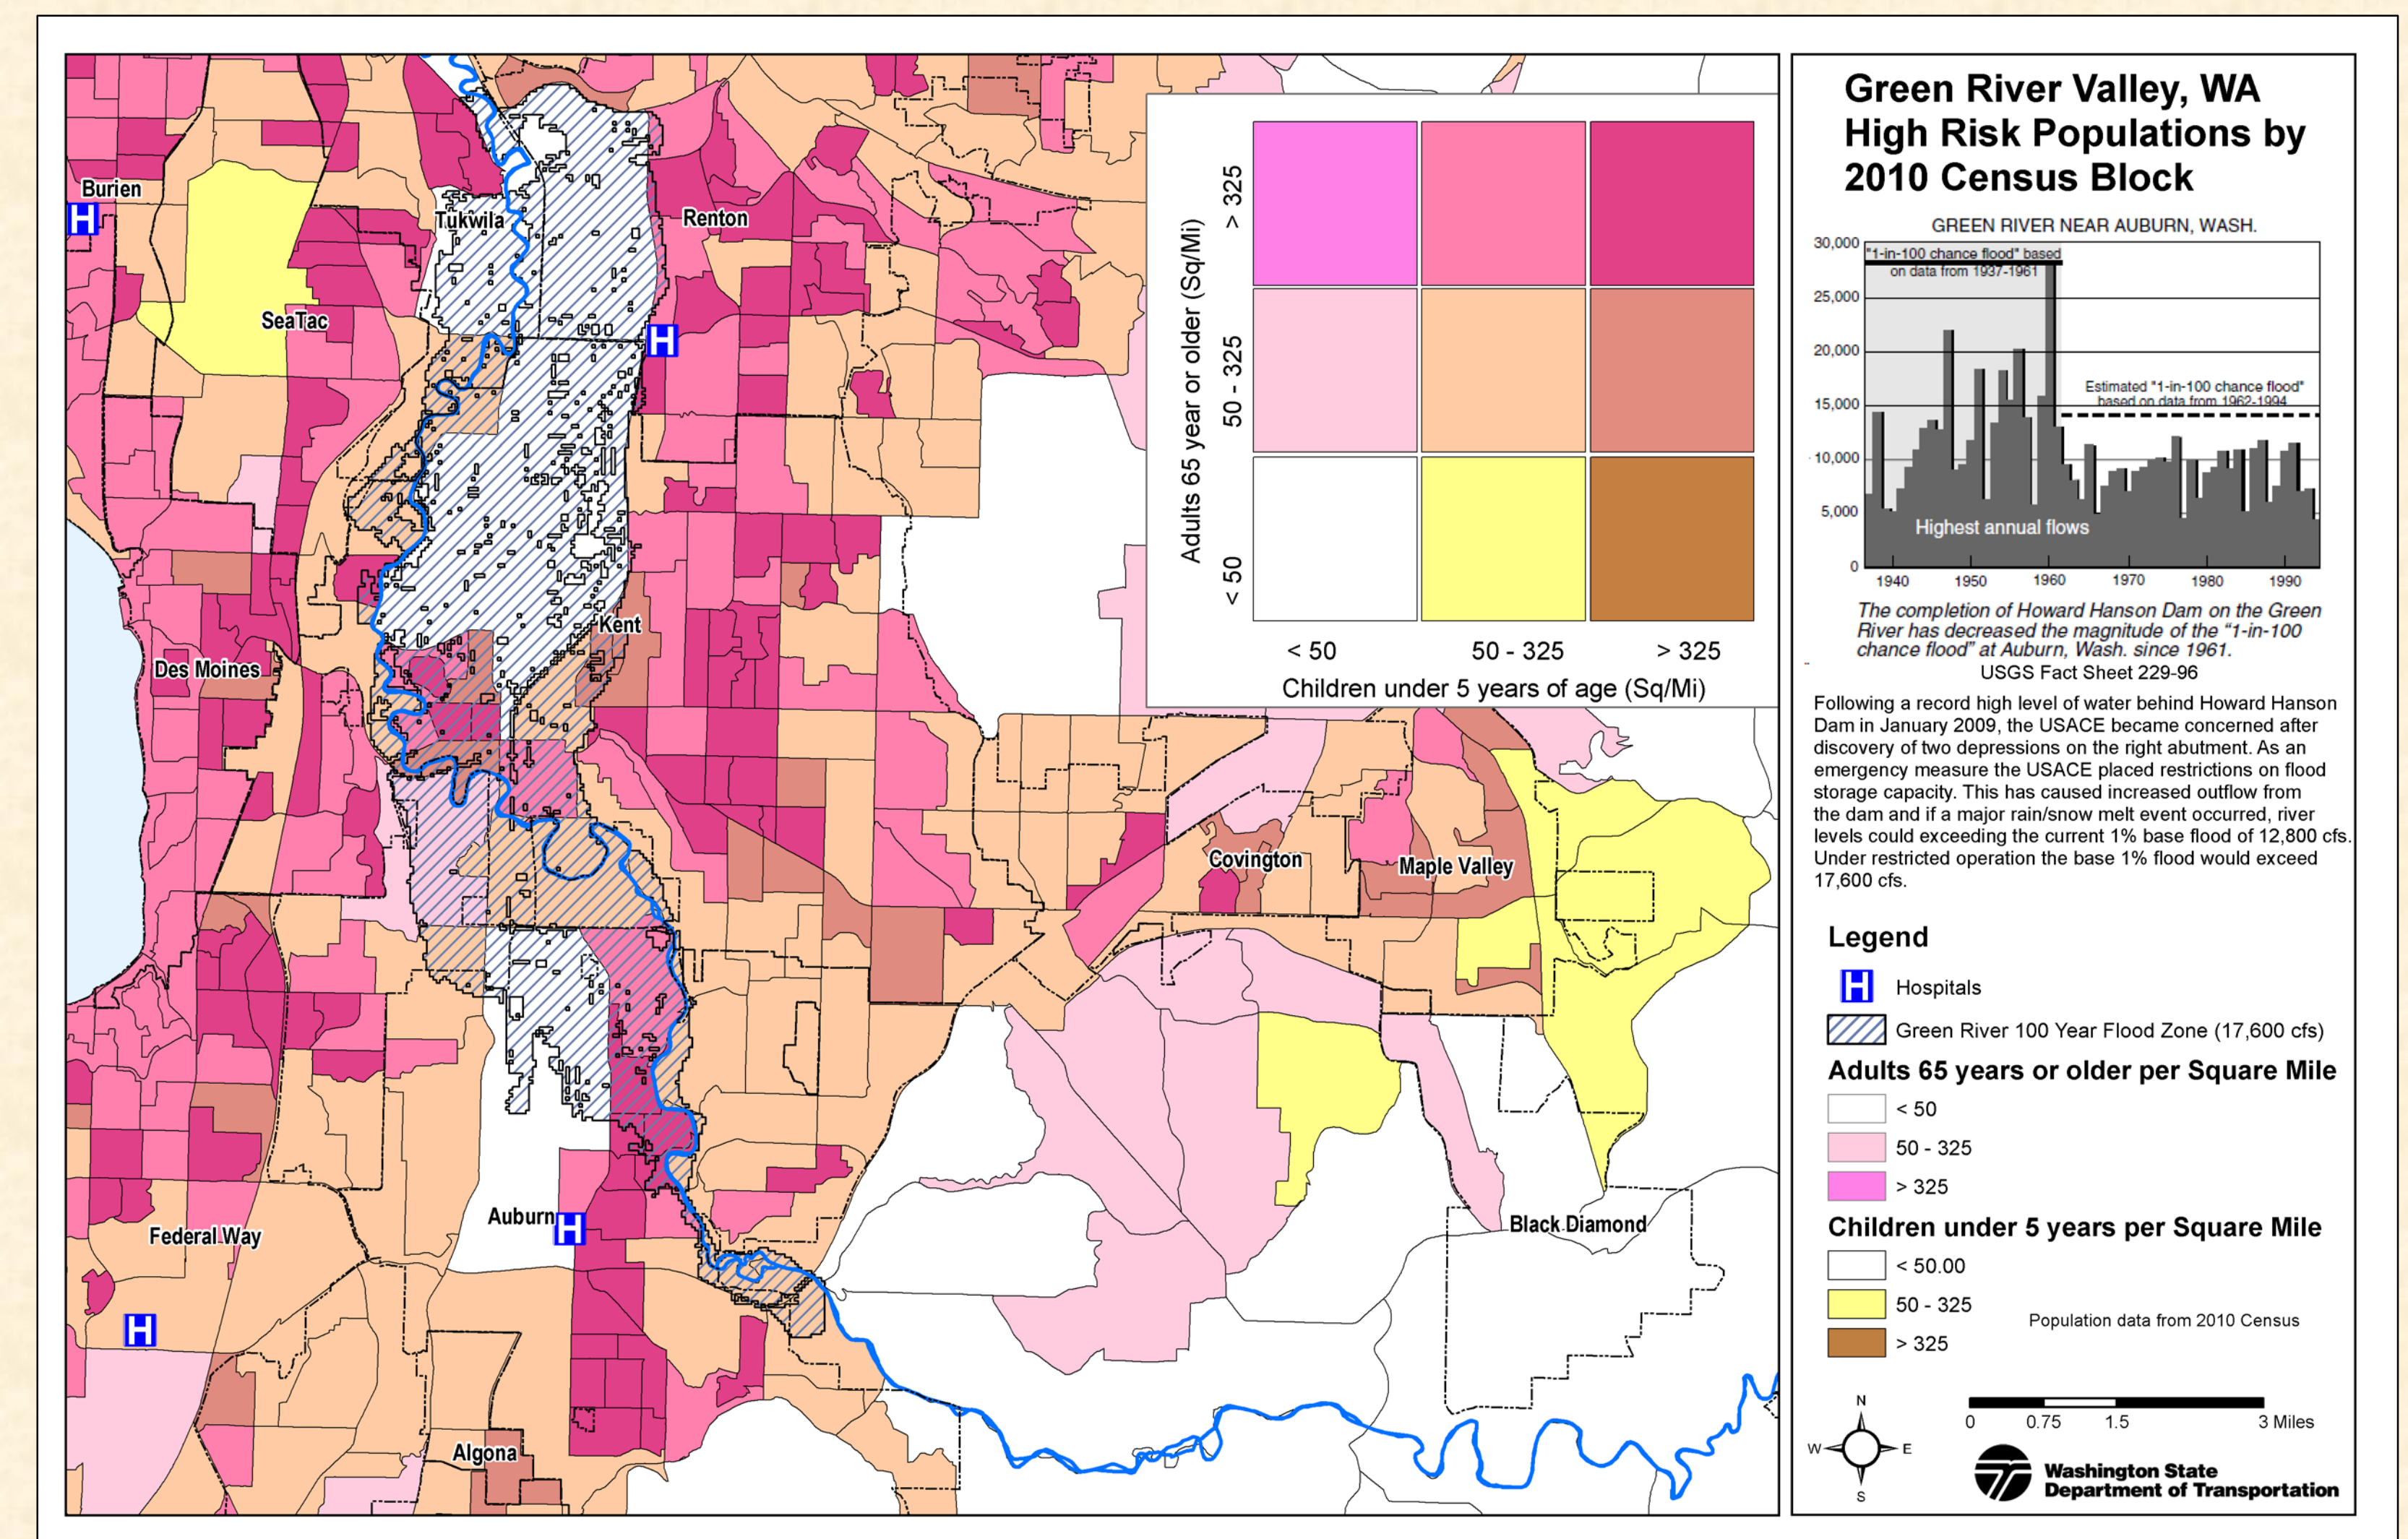 Burien
H
Tukwila
Renton
SeaTac
H
Kent
Des Moines
Covington
Maple Valley
Auburn
H
Black Diamond
Federal Way
H
Algona
Adults 65 year or older (Sq/Mi)
> 325
50 - 325
< 50
< 50
50 - 325
> 325
Children under 5 years of age (Sq/Mi)
Green River Valley, WA
High Risk Populations by
2010 Census Block
GREEN RIVER NEAR AUBURN, WASH.
30,000
"1-in-100 chance flood" based
on data from 1937-1961
25,000
20,000
Estimated "1-in-100 chance flood"
based on data from 1962-1994
15,000
10,000
5,000
Highest annual flows
0
1940
1950
1960
1970
1980
1990
The completion of Howard Hanson Dam on the Green
River has decreased the magnitude of the “1-in-100
chance flood” at Auburn, Wash. since 1961.
USGS Fact Sheet 229-96
Following a record high level of water behind Howard Hanson
Dam in January 2009, the USACE became concerned after
discovery of two depressions on the right abutment. As an
emergency measure the USACE placed restrictions on flood
storage capacity. This has caused increased outflow from
the dam and if a major rain/snow melt event occurred, river
levels could exceeding the current 1% base flood of 12,800 cfs.
Under restricted operation the base 1% flood would exceed
17,600 cfs.
Legend
H Hospitals
Green River 100 Year Flood Zone (17,600 cfs)
Adults 65 years or older per Square Mile
< 50
50 - 325
> 325
Children under 5 years per Square Mile
< 50.00
50 - 325
> 325
Population data from 2010 Census
N
W
E
S
0
0.75
1.5
3 Miles
Washington State
Department of Transportation